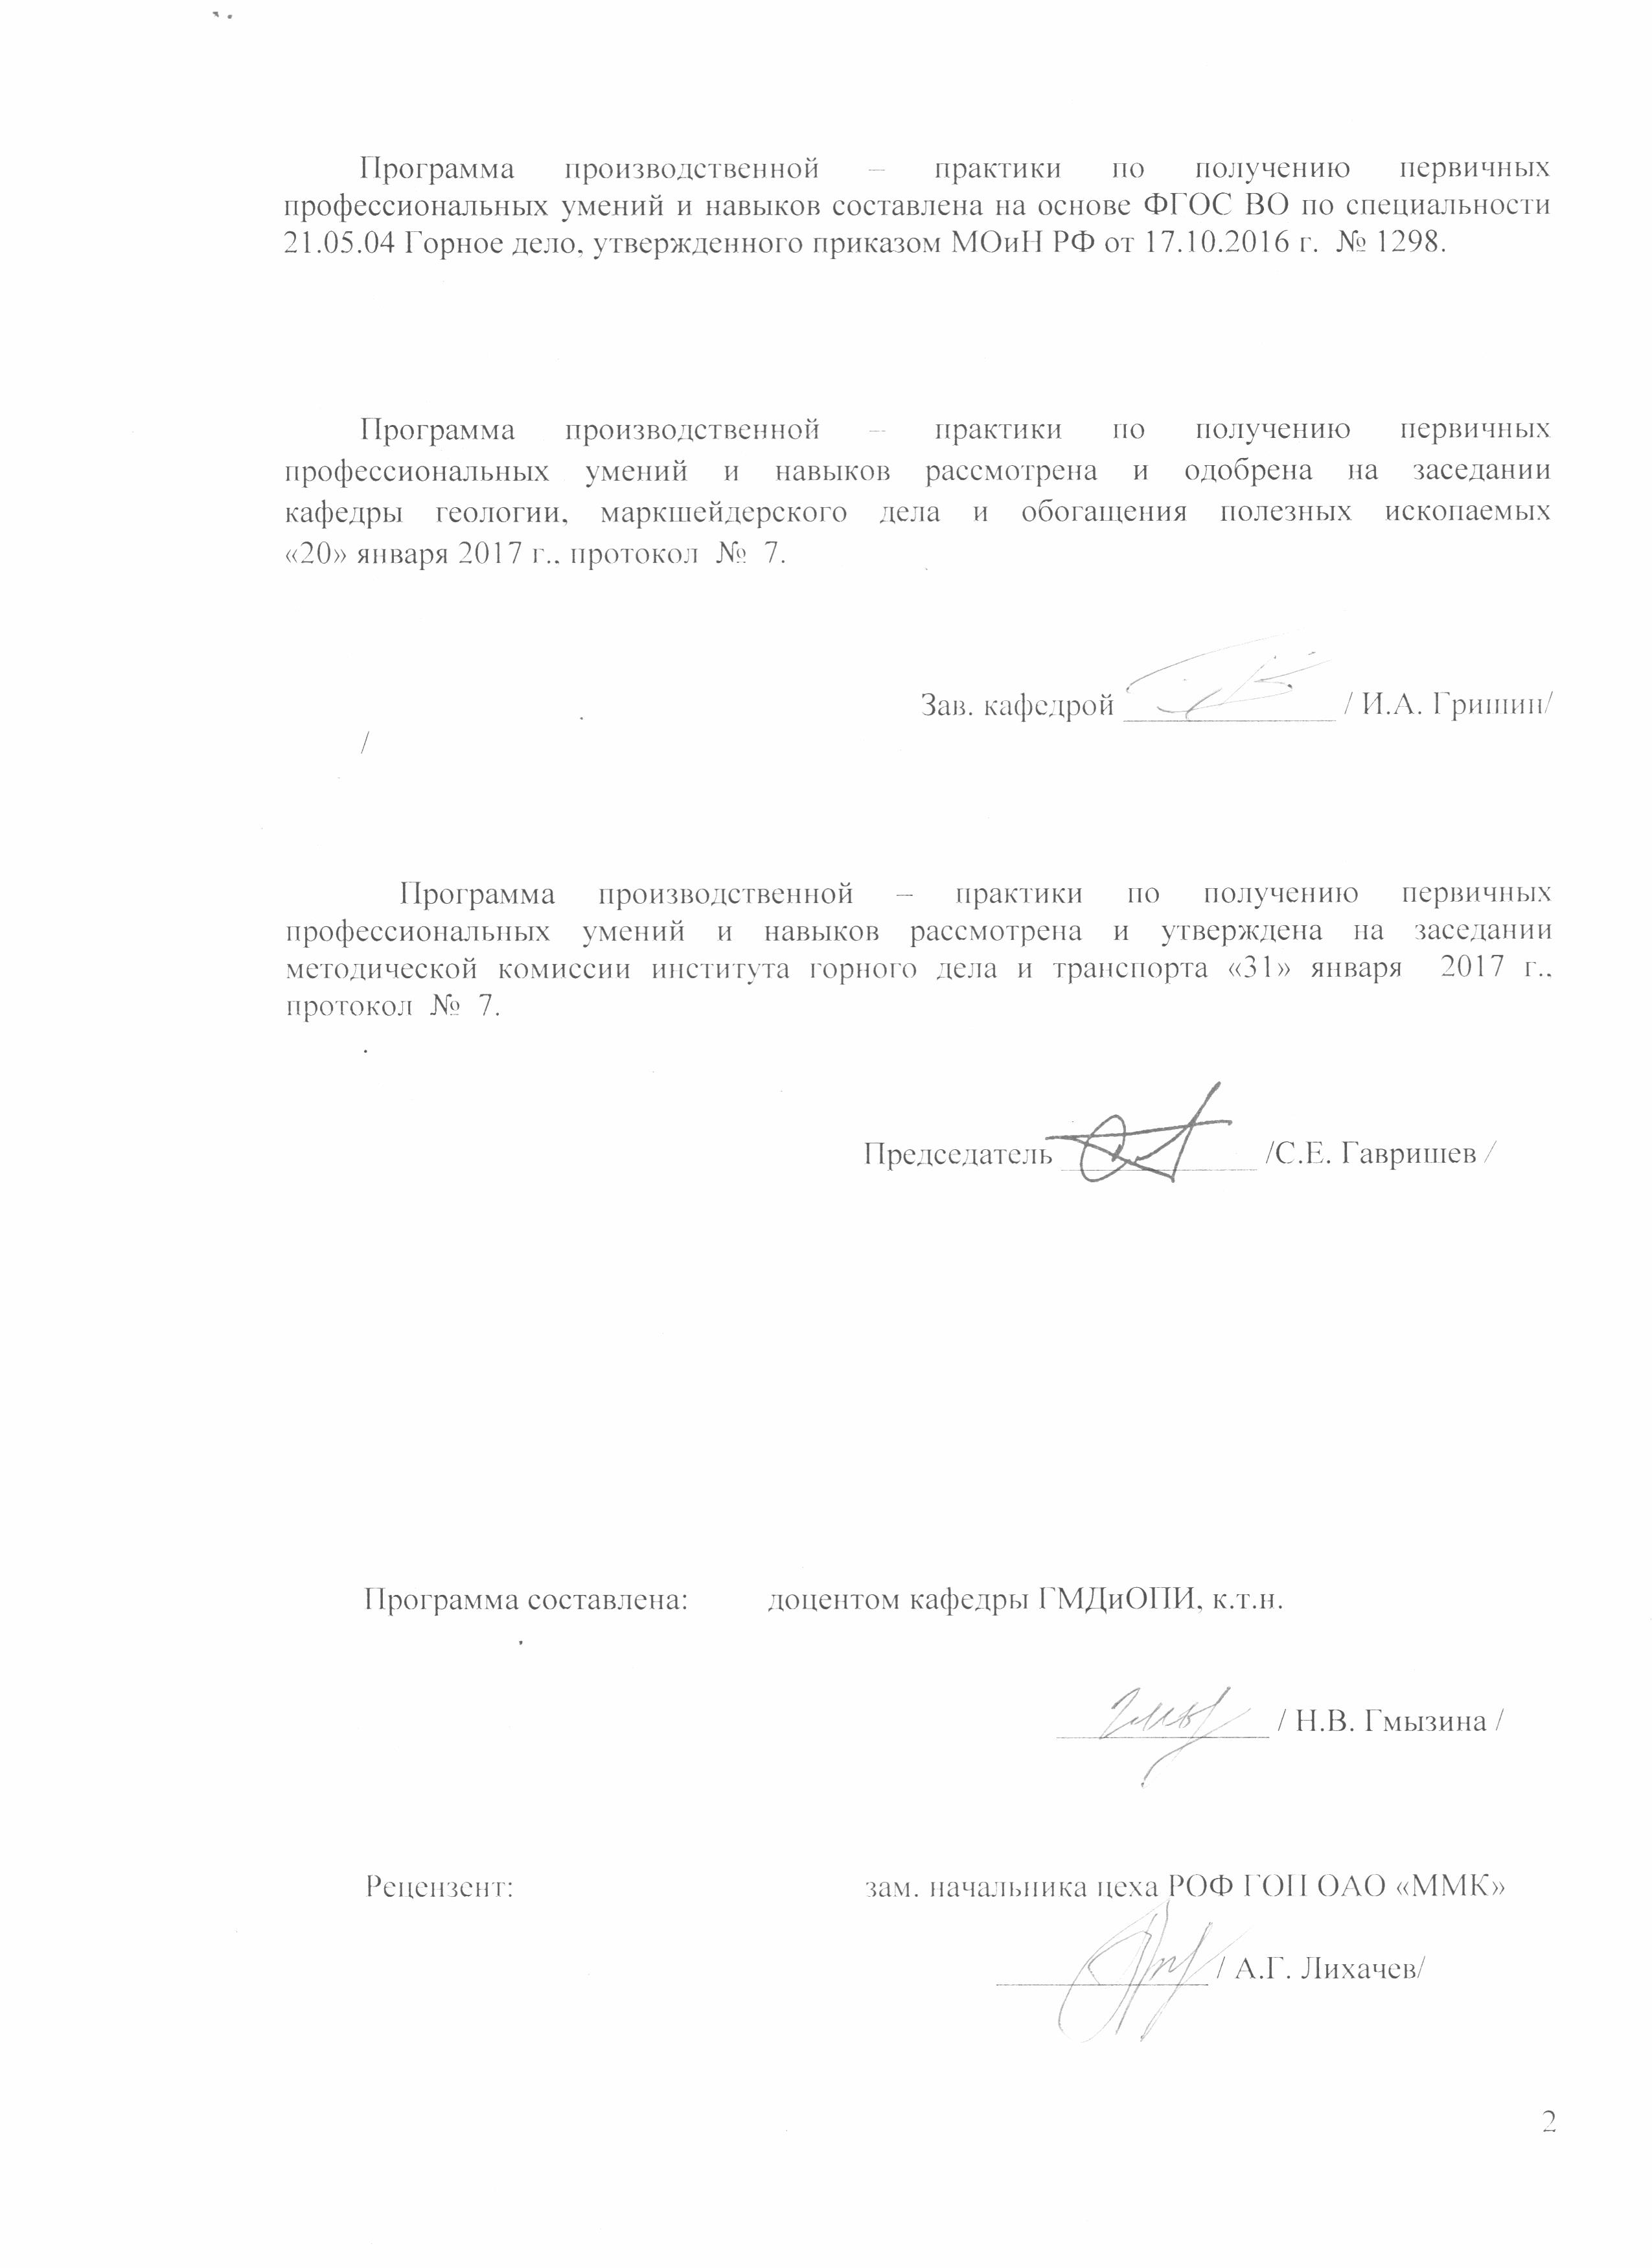 Программа производственной – практики по получению первичных
профессиональных умений и навыков составлена на основе ФГОС ВО по специальности
21.05.04 Горное дело, утвержденного приказом МОиН РФ от 17.10.2016 г. № 1298.
Программа производственной – практики по получению первичных
профессиональных умений и навыков рассмотрена и одобрена на заседании
кафедры геологии, маркшейдерского дела и обогащения полезных ископаемых
«20» января 2017 г., протокол № 7.
Зав. кафедрой ____________ / И.А. Гришин/
/
Программа производственной – практики по получению первичных
профессиональных умений и навыков рассмотрена и утверждена на заседании
методической комиссии института горного дела и транспорта «31» января 2017 г.,
протокол № 7.
Председатель ____________ /С.Е. Гавришев /
Программа составлена: доцентом кафедры ГМДиОПИ, к.т.н.
____________ / Н.В. Гмызина /
Рецензент: зам. начальника цеха РОФ ГОП ОАО «ММК»
____________ / А.Г. Лихачев/
2